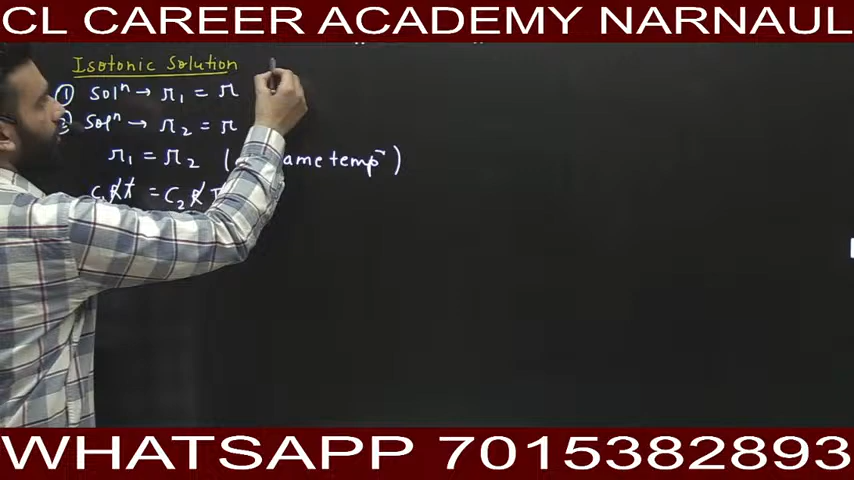 CL CAREER ACADEMY NARNAUL
Isotonic Solution
① Solⁿ → π₁ = π
② Solⁿ → π₂ = π
π₁ = π₂ ( ame temp )
C₁RT = C₂R
WHATSAPP 7015382893